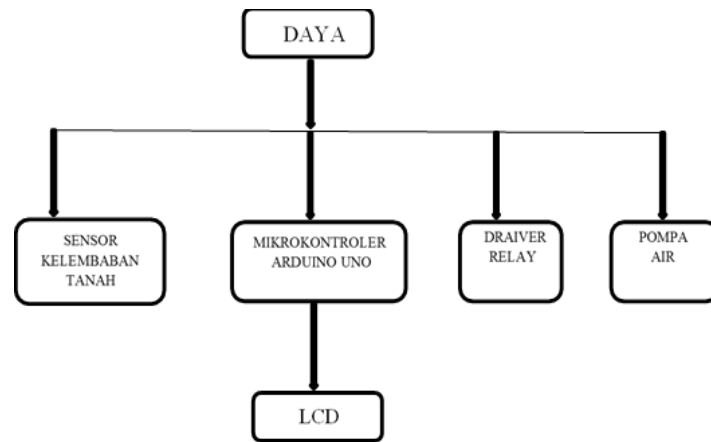 DAYA
SENSOR
KELEMBABAN
TANAH
MIKROKONTROLER
ARDUINO UNO
DRAIVER
RELAY
POMPA
AIR
LCD